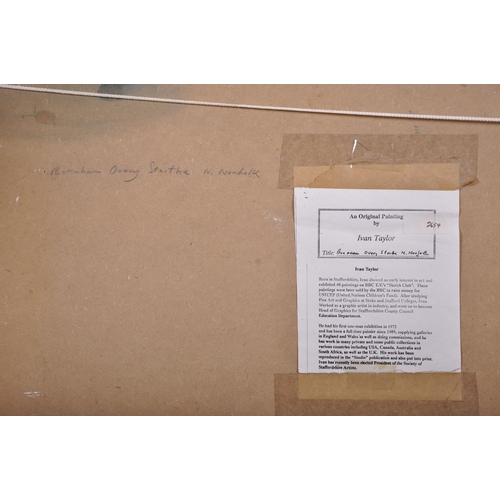 Burnham Overy Staithe N. Norfolk
An Original Painting
by
2654
Ivan Taylor
Title: Burnham Overy Staithe N. Norfolk
Ivan Taylor
Born in Staffordshire, Ivan showed an early interest in art and
exhibited 40 paintings on BBC T.V.'s "Sketch Club". These
paintings were later sold by the BBC to raise money for
UNICEF (United Nations Children's Fund). After studying
Fine Art and Graphics at Stoke and Stafford Colleges, Ivan
worked as a graphic artist in industry, and went on to become
Head of Graphics for Staffordshire County Council
Education Department.
He had his first one-man exhibition in 1972
and has been a full time painter since 1989, supplying galleries
in England and Wales as well as doing commissions, and he
has work in many private and some public collections in
various countries including USA, Canada, Australia and
South Africa, as well as the U.K. His work has been
reproduced in the "Studio" publication and also put into print.
Ivan has recently been elected President of the Society of
Staffordshire Artists.